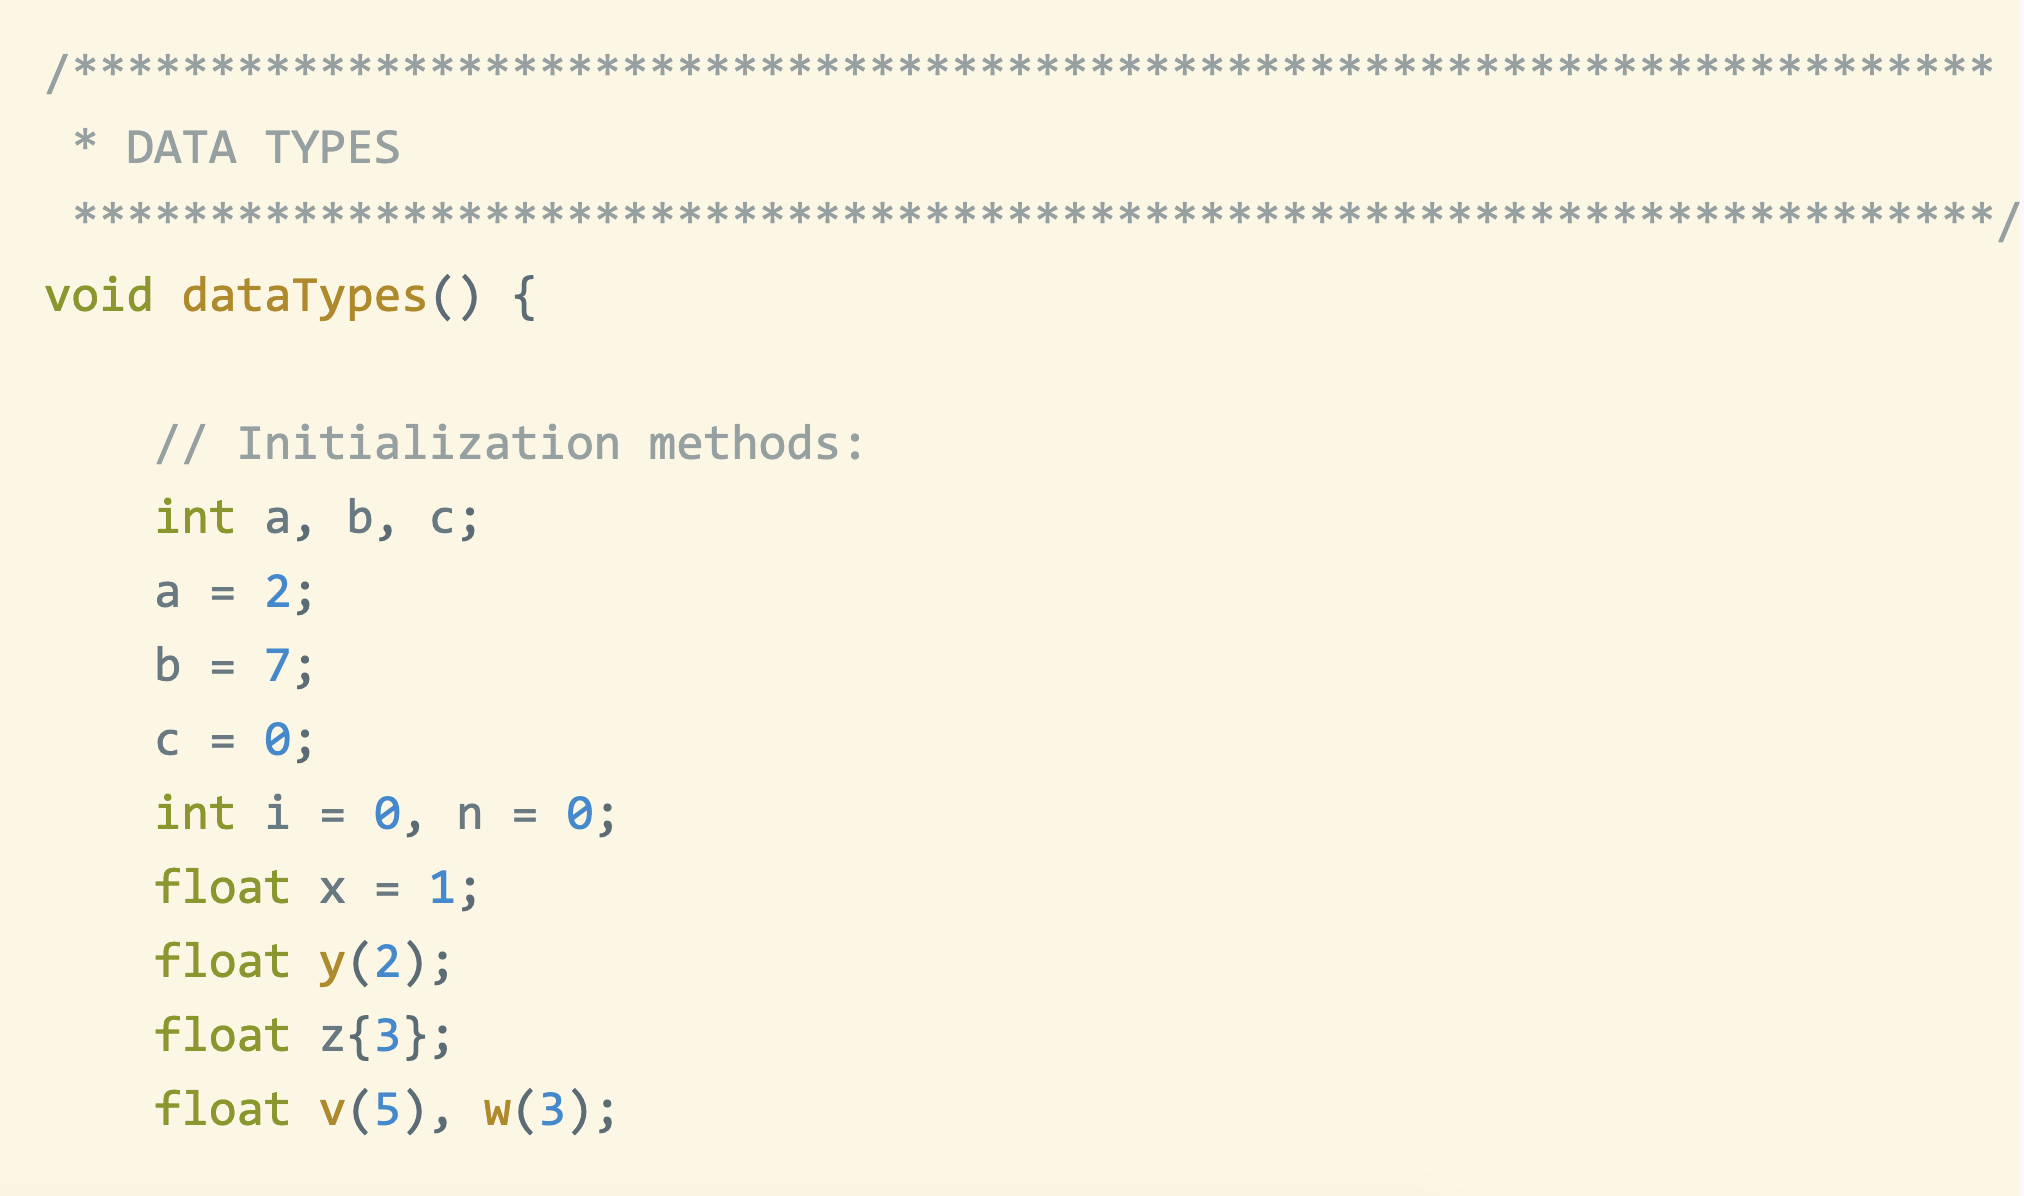 /**********************************************************************
 * DATA TYPES
 **********************************************************************/
void dataTypes() {

    // Initialization methods:
    int a, b, c;
    a = 2;
    b = 7;
    c = 0;
    int i = 0, n = 0;
    float x = 1;
    float y(2);
    float z{3};
    float v(5), w(3);